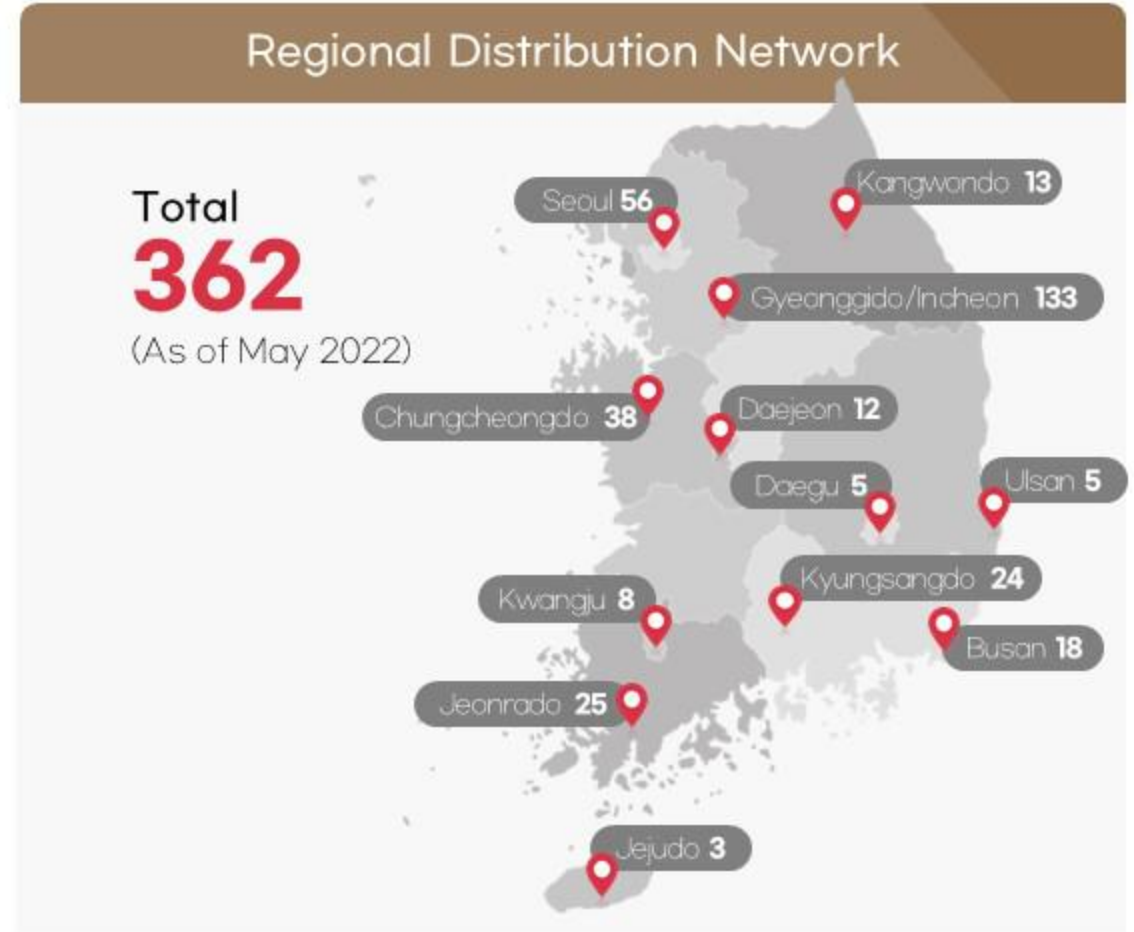 Regional Distribution Network
Total
362
(As of May 2022)
Seoul 56
Kangwondo 13
Gyeonggido/Incheon 133
Chungcheongdo 38
Daejeon 12
Daegu 5
Ulsan 5
Kyungsangdo 24
Kwangju 8
Busan 18
Jeonrado 25
Jejudo 3